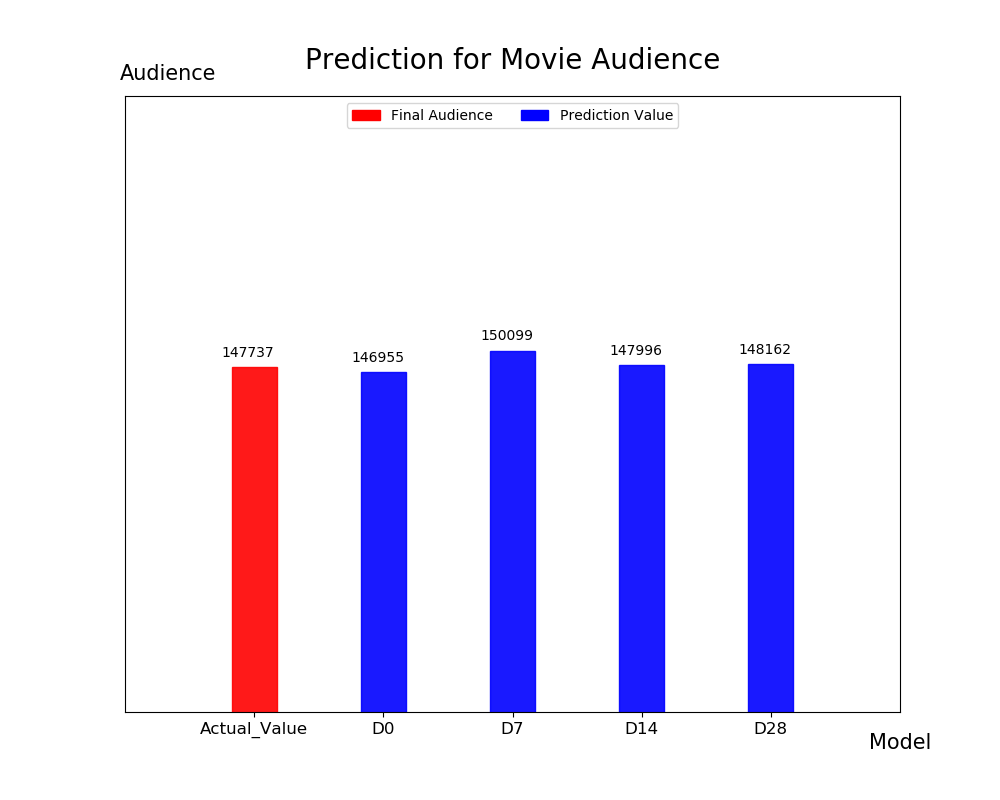 Prediction for Movie Audience
Audience
Final Audience Prediction Value
147737 146955 150099 147996 148162
Actual_Value D0 D7 D14 D28
Model